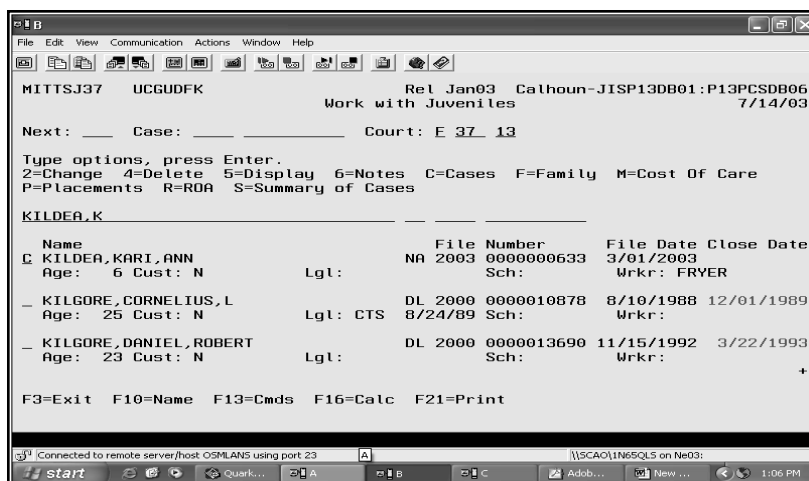 B
File Edit View Communication Actions Window Help
MITTSJ37 UCGUDFK Rel Jan03 Calhoun-JISP13DB01:P13PCSDB06
Work with Juveniles 7/14/03
Next: ___ Case: ____ __________ Court: F 37 13
Type options, press Enter.
2=Change 4=Delete 5=Display 6=Notes C=Cases F=Family M=Cost Of Care
P=Placements R=ROA S=Summary of Cases
KILDEA,K
Name File Number File Date Close Date
C KILDEA,KARI,ANN NA 2003 0000000633 3/01/2003
Age: 6 Cust: N Lgl: Sch: Wrkr: FRYER
_ KILGORE,CORNELIUS,L DL 2000 0000010878 8/10/1988 12/01/1989
Age: 25 Cust: N Lgl: CTS 8/24/89 Sch: Wrkr:
_ KILGORE,DANIEL,ROBERT DL 2000 0000013690 11/15/1992 3/22/1993
Age: 23 Cust: N Lgl: Sch: Wrkr:
+
F3=Exit F10=Name F13=Cmds F16=Calc F21=Print
Connected to remote server/host OSMLANS using port 23 A \\SCAO\1N65QLS on Ne03:
start Quark... A B C Adob... New ... 1:06 PM